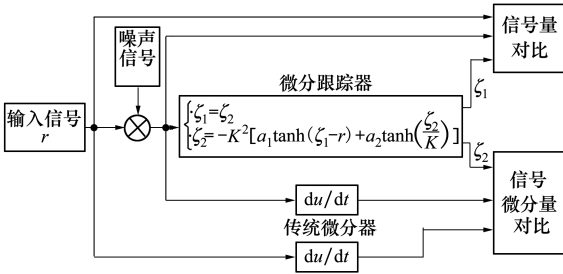 噪声
信号
信号量
对比
微分跟踪器
ζ₁
输入信号
r
·ζ₁=ζ₂
·ζ₂=−K²[a₁tanh(ζ₁−r)+a₂tanh(ζ₂/K)]
ζ₂
信号
微分量
对比
du/dt
传统微分器
du/dt